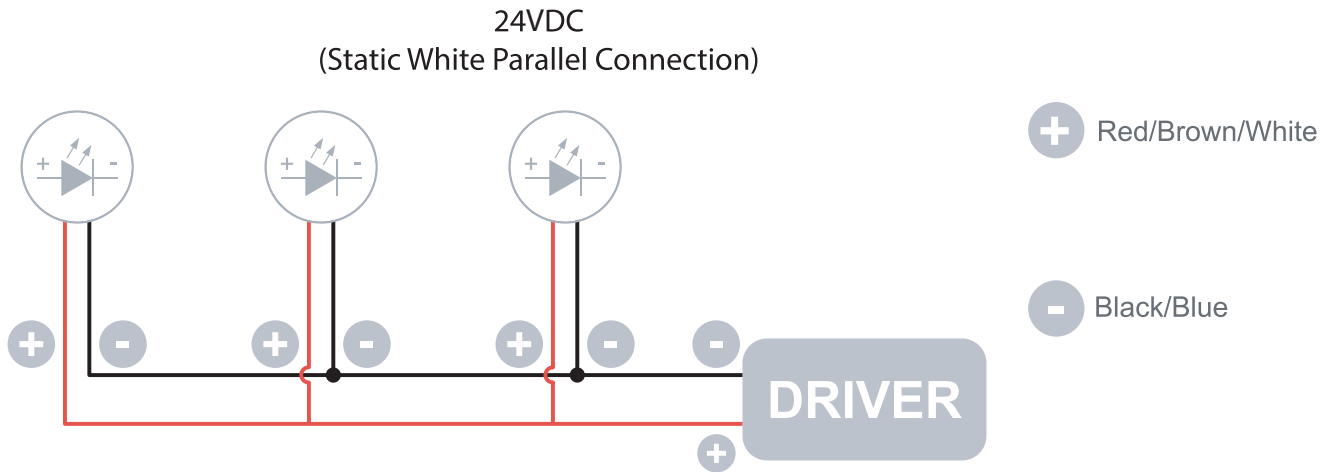 24VDC
(Static White Parallel Connection)
+ -
+ -
+ -
+ Red/Brown/White
+ -
+ -
+ -
-
- Black/Blue
DRIVER
+